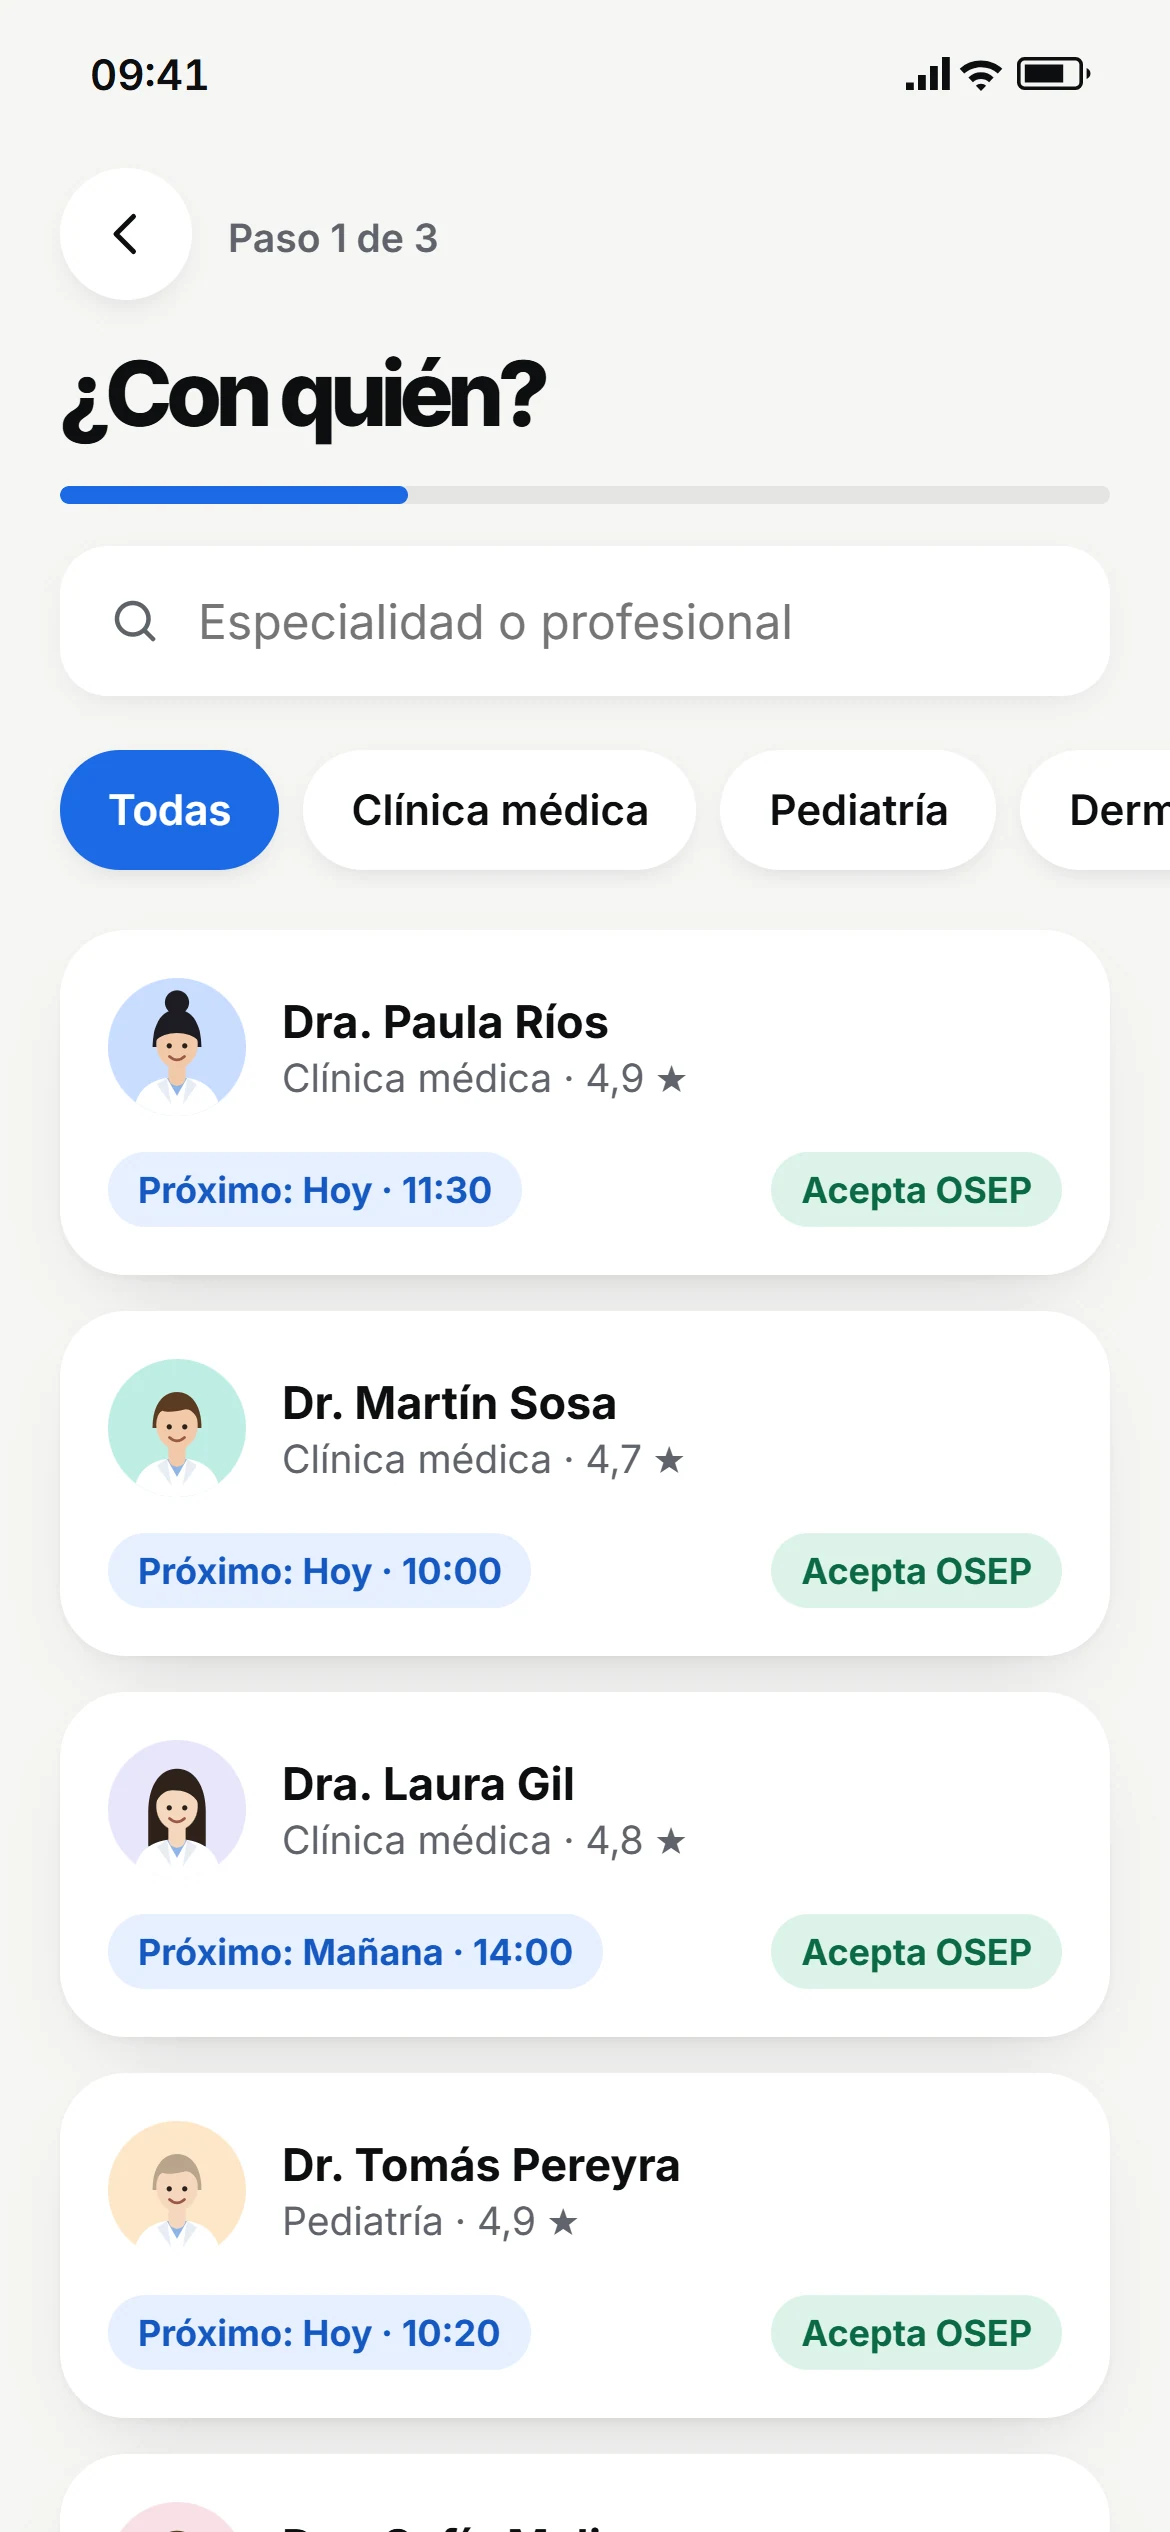 09:41
Paso 1 de 3
¿Con quién?
Especialidad o profesional
Todas
Clínica médica
Pediatría
Derm
Dra. Paula Ríos
Clínica médica · 4,9 ★
Próximo: Hoy · 11:30
Acepta OSEP
Dr. Martín Sosa
Clínica médica · 4,7 ★
Próximo: Hoy · 10:00
Acepta OSEP
Dra. Laura Gil
Clínica médica · 4,8 ★
Próximo: Mañana · 14:00
Acepta OSEP
Dr. Tomás Pereyra
Pediatría · 4,9 ★
Próximo: Hoy · 10:20
Acepta OSEP